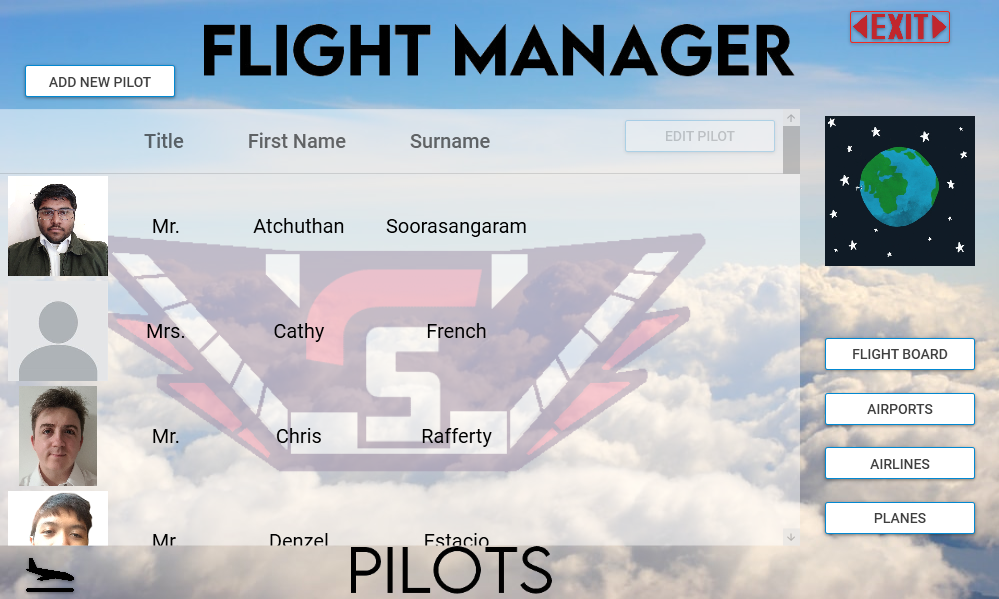 FLIGHT MANAGER
EXIT
ADD NEW PILOT
Title First Name Surname EDIT PILOT
Mr. Atchuthan Soorasangaram
Mrs. Cathy French
Mr. Chris Rafferty
Mr. Denzel Estacio
FLIGHT BOARD
AIRPORTS
AIRLINES
PLANES
PILOTS